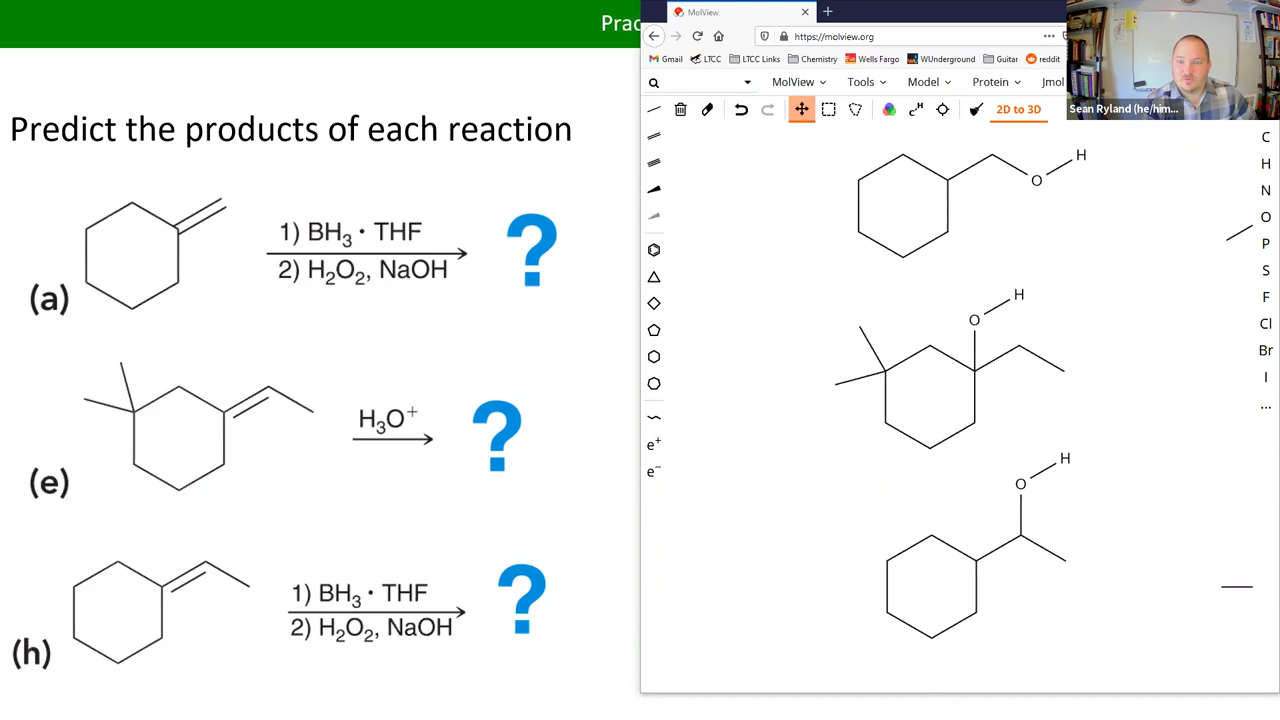 Prac
Predict the products of each reaction
(a)
1) BH₃ • THF
2) H₂O₂, NaOH
?
(e)
H₃O⁺
?
(h)
1) BH₃ • THF
2) H₂O₂, NaOH
?
MolView
https://molview.org
Gmail LTCC LTCC Links Chemistry Wells Fargo WUnderground Guitar reddit
MolView Tools Model Protein Jmol
2D to 3D
Sean Ryland (he/him...
e⁺
e⁻
C
H
N
O
P
S
F
Cl
Br
I
...
O H
O H
O H